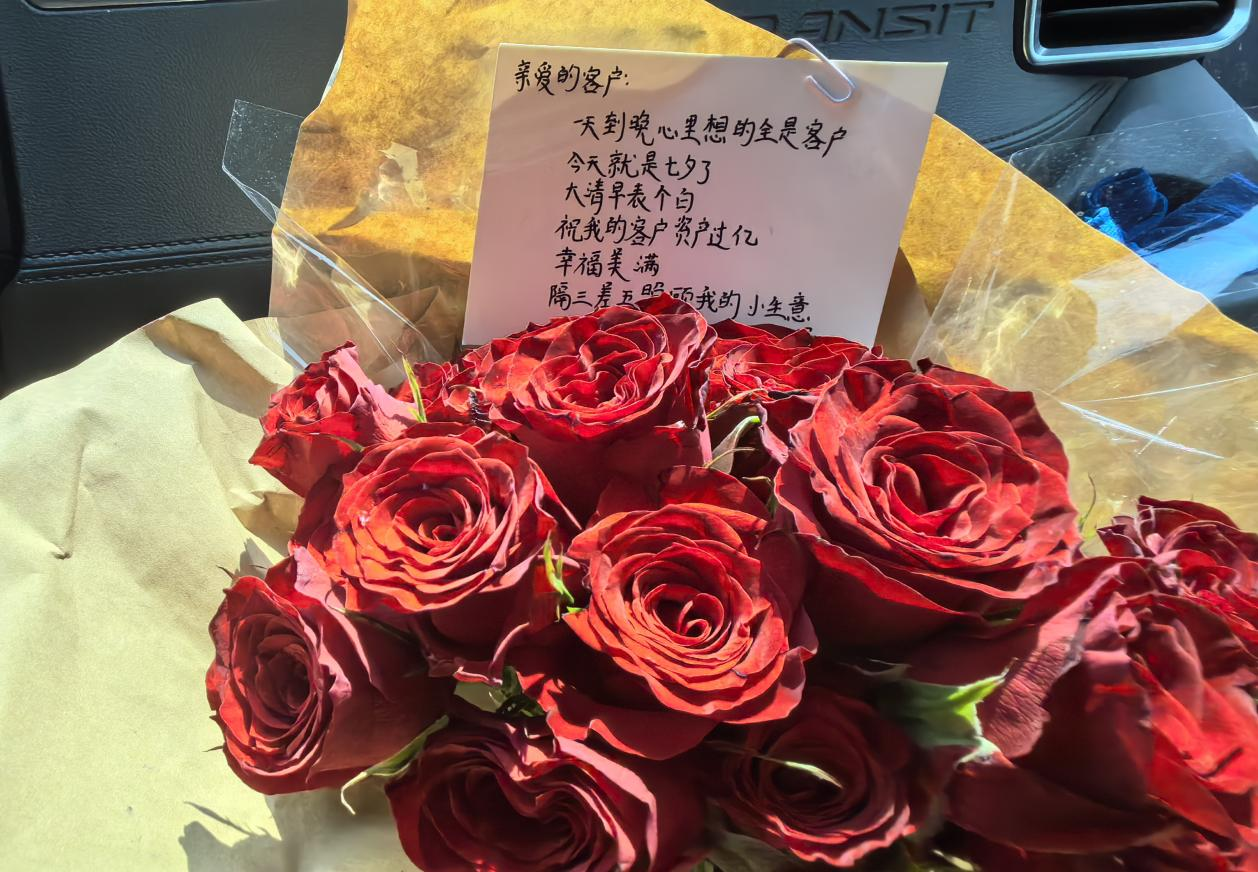 TRANSIT
亲爱的客户:
一天到晚心里想的全是客户
今天就是七夕了
大清早表个白
祝我的客户资产过亿
幸福美满
隔三差五照顾我的小生意